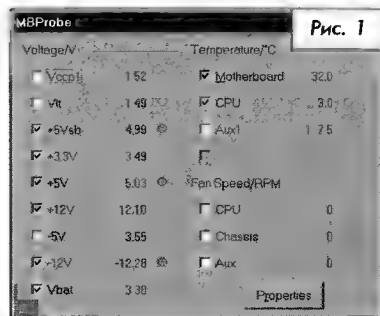 MBProbe
Рис. 1
Voltage/V
Vccp1 1.52
Vtt 1.49
+5Vsb 4.99
+3.3V 3.49
+5V 5.03
+12V 12.10
-5V 3.55
-12V -12.28
Vbat 3.38
Temperature/°C
Motherboard 32.0
CPU 3.0
Aux1
Fan Speed/RPM
CPU 0
Chassis 0
Aux 0
Properties